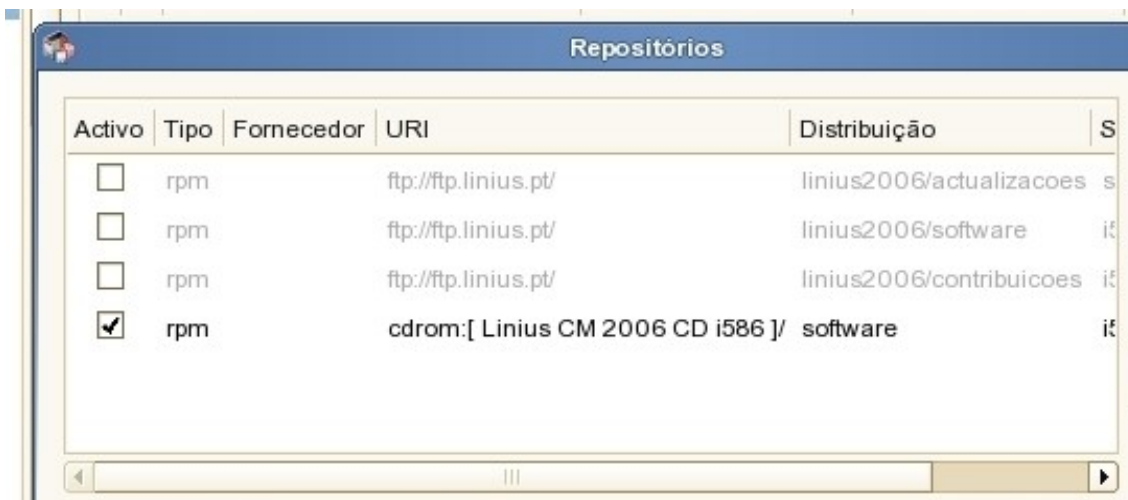 Repositórios
Activo Tipo Fornecedor URI Distribuição S
rpm ftp://ftp.linius.pt/ linius2006/actualizacoes s
rpm ftp://ftp.linius.pt/ linius2006/software
rpm ftp://ftp.linius.pt/ linius2006/contribuicoes
rpm cdrom:[ Linius CM 2006 CD i586 ]/ software